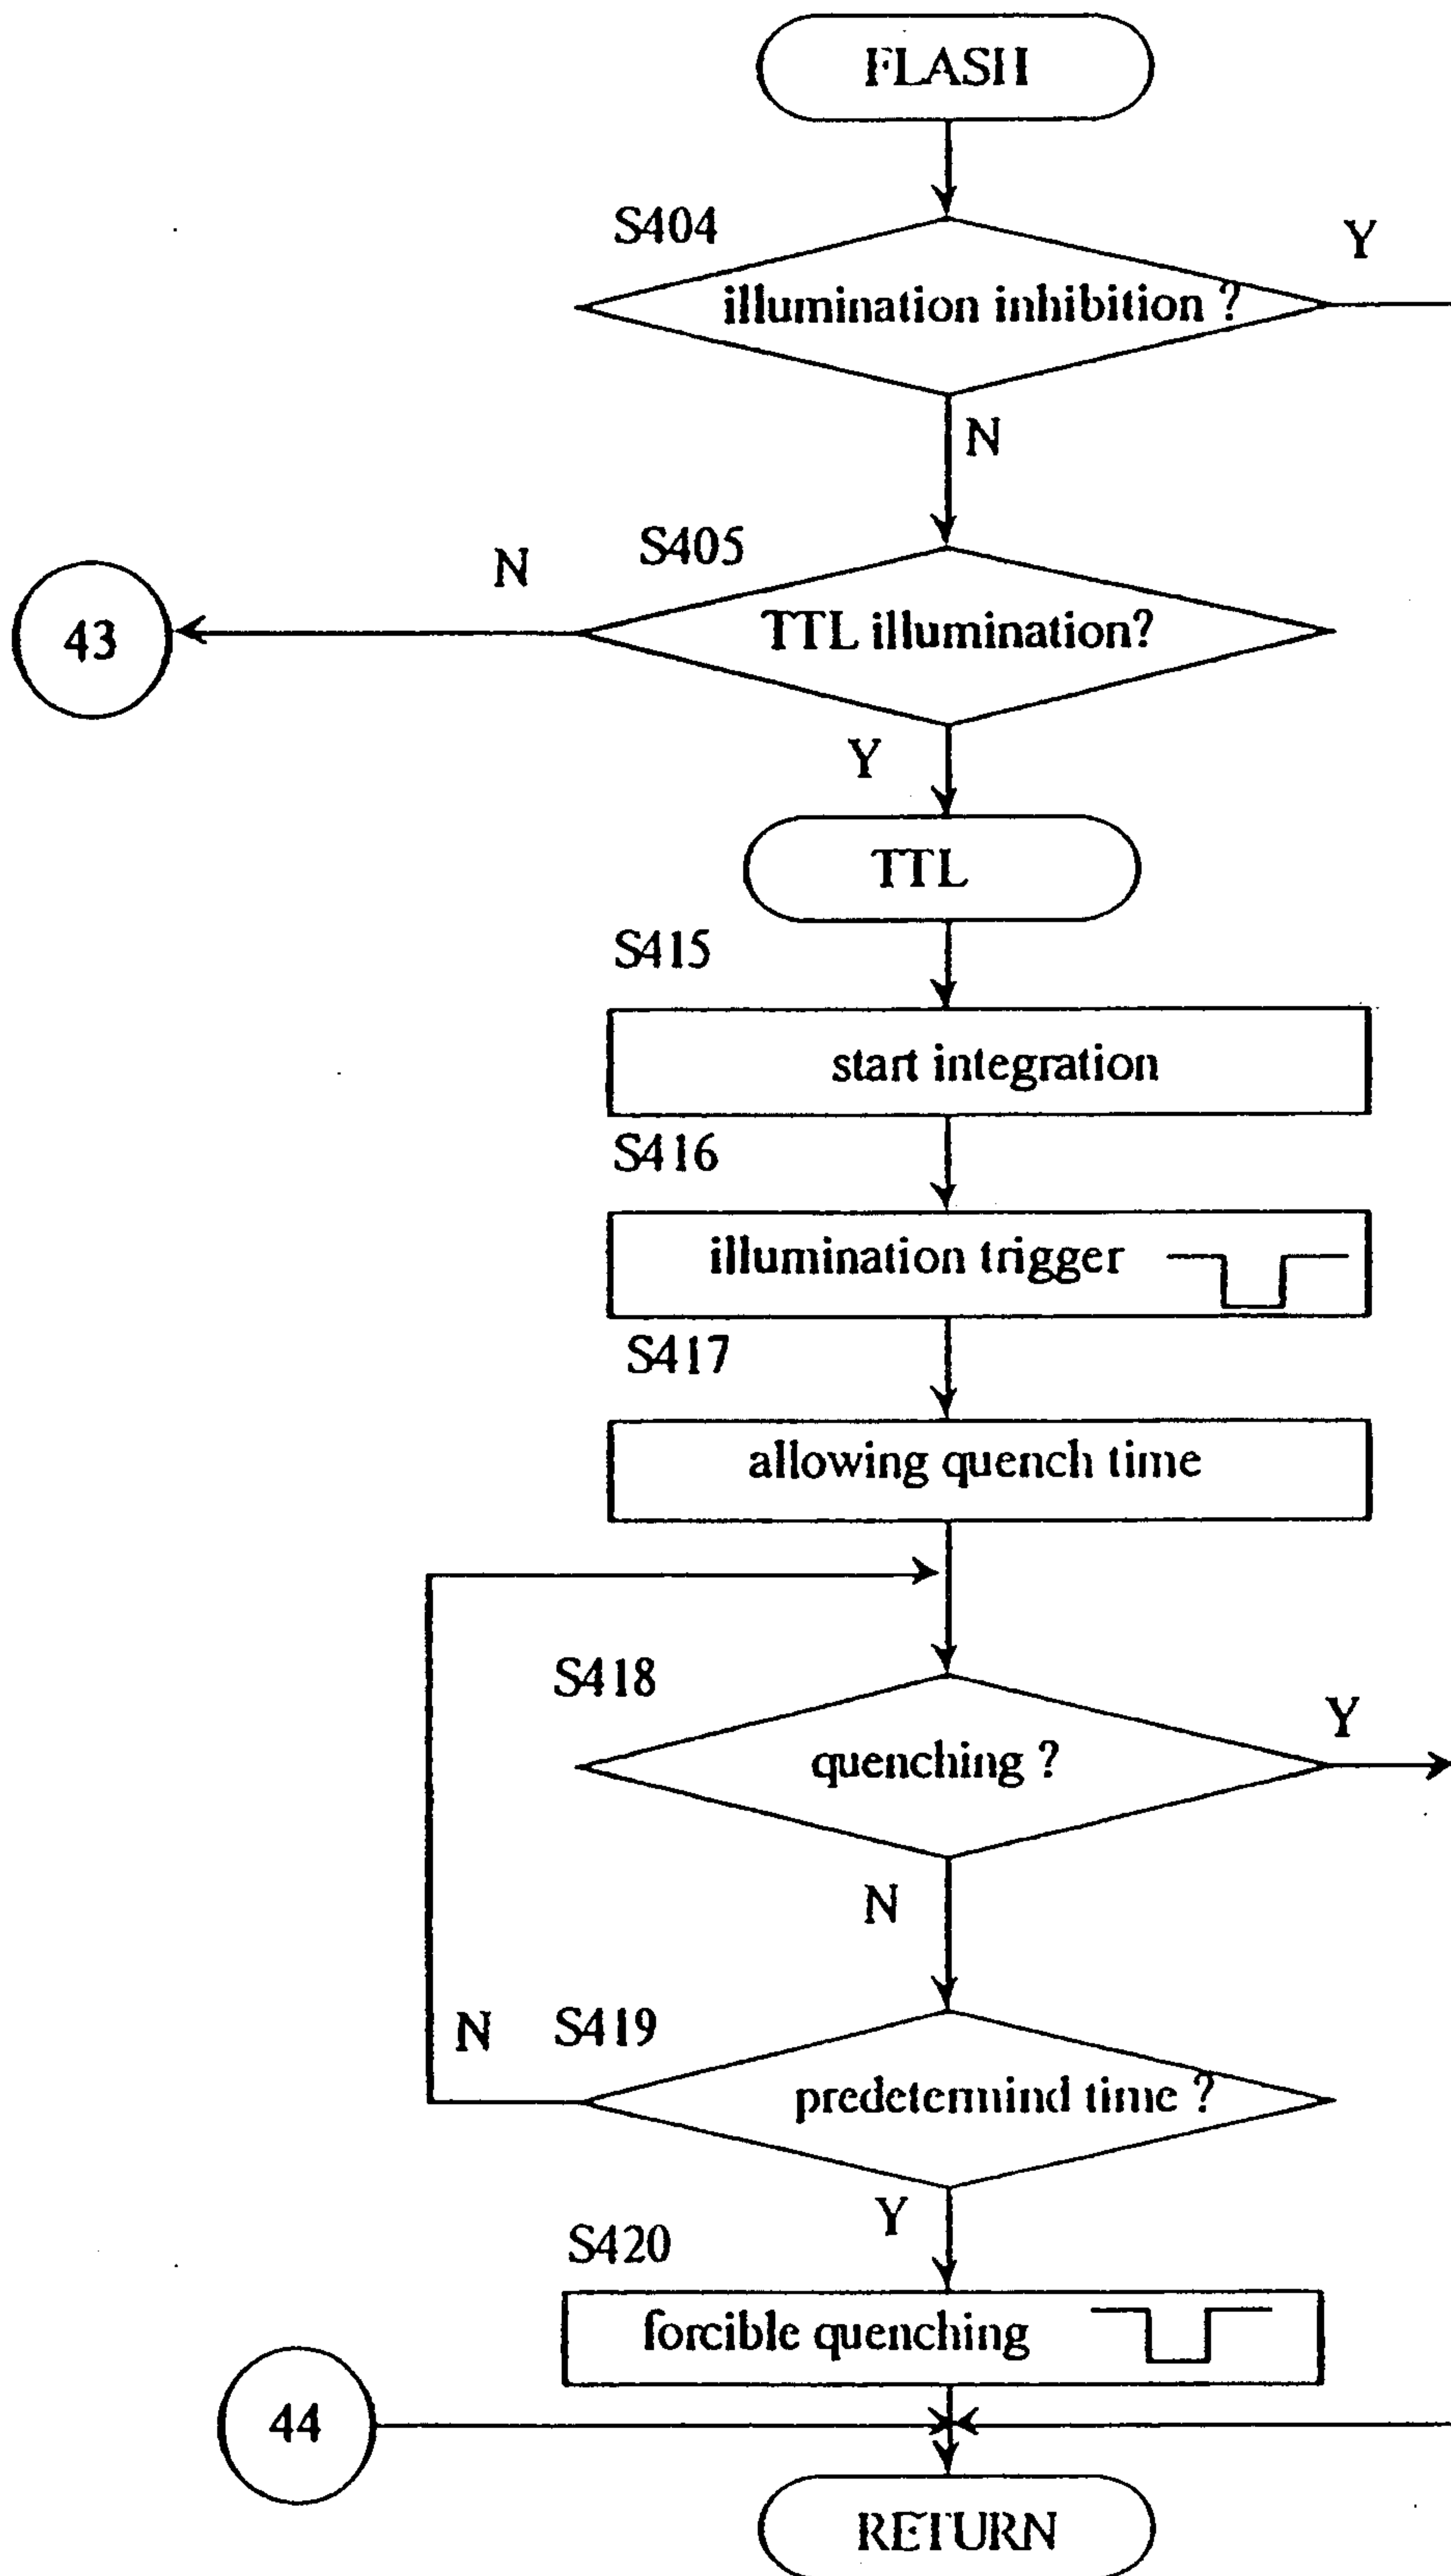 FLASH
S404
Y
illumination inhibition ?
N
S405
N
43
TTL illumination?
Y
TTL
S415
start integration
S416
illumination trigger
S417
allowing quench time
S418
Y
quenching ?
N
S419
N
predetermind time ?
Y
S420
forcible quenching
44
RETURN